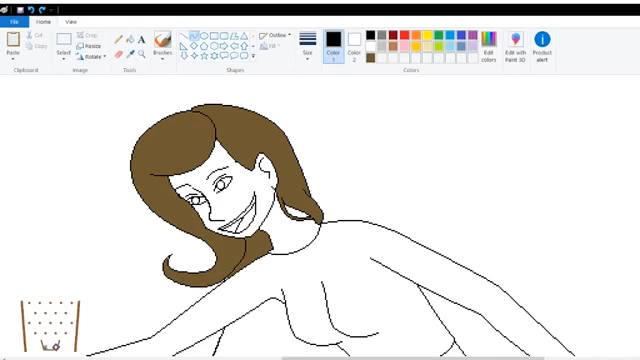 File Home View
Paste
Cut
Copy
Clipboard
Select
Crop
Resize
Rotate
Image
Tools
Brushes
Shapes
Outline
Fill
Size
Color
1
Color
2
Colors
Edit
colors
Edit with
Paint 3D
Product
alert